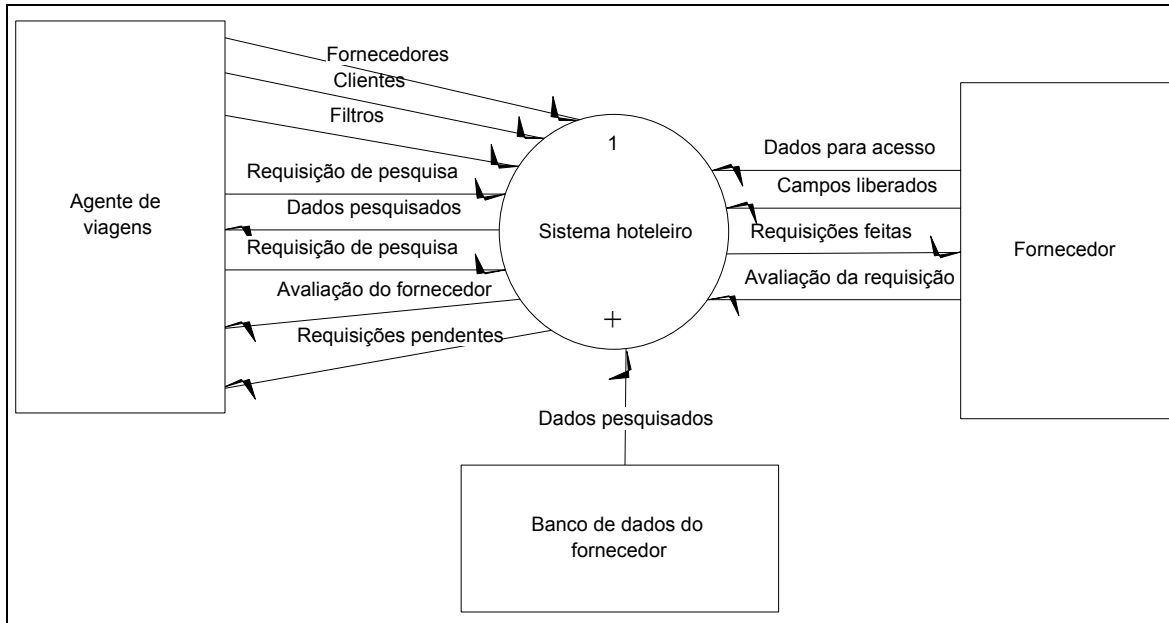 Agente de
viagens
Fornecedores
Clientes
Filtros
Requisição de pesquisa
Dados pesquisados
Requisição de pesquisa
Avaliação do fornecedor
Requisições pendentes
1
Sistema hoteleiro
+
Dados para acesso
Campos liberados
Requisições feitas
Avaliação da requisição
Fornecedor
Dados pesquisados
Banco de dados do
fornecedor